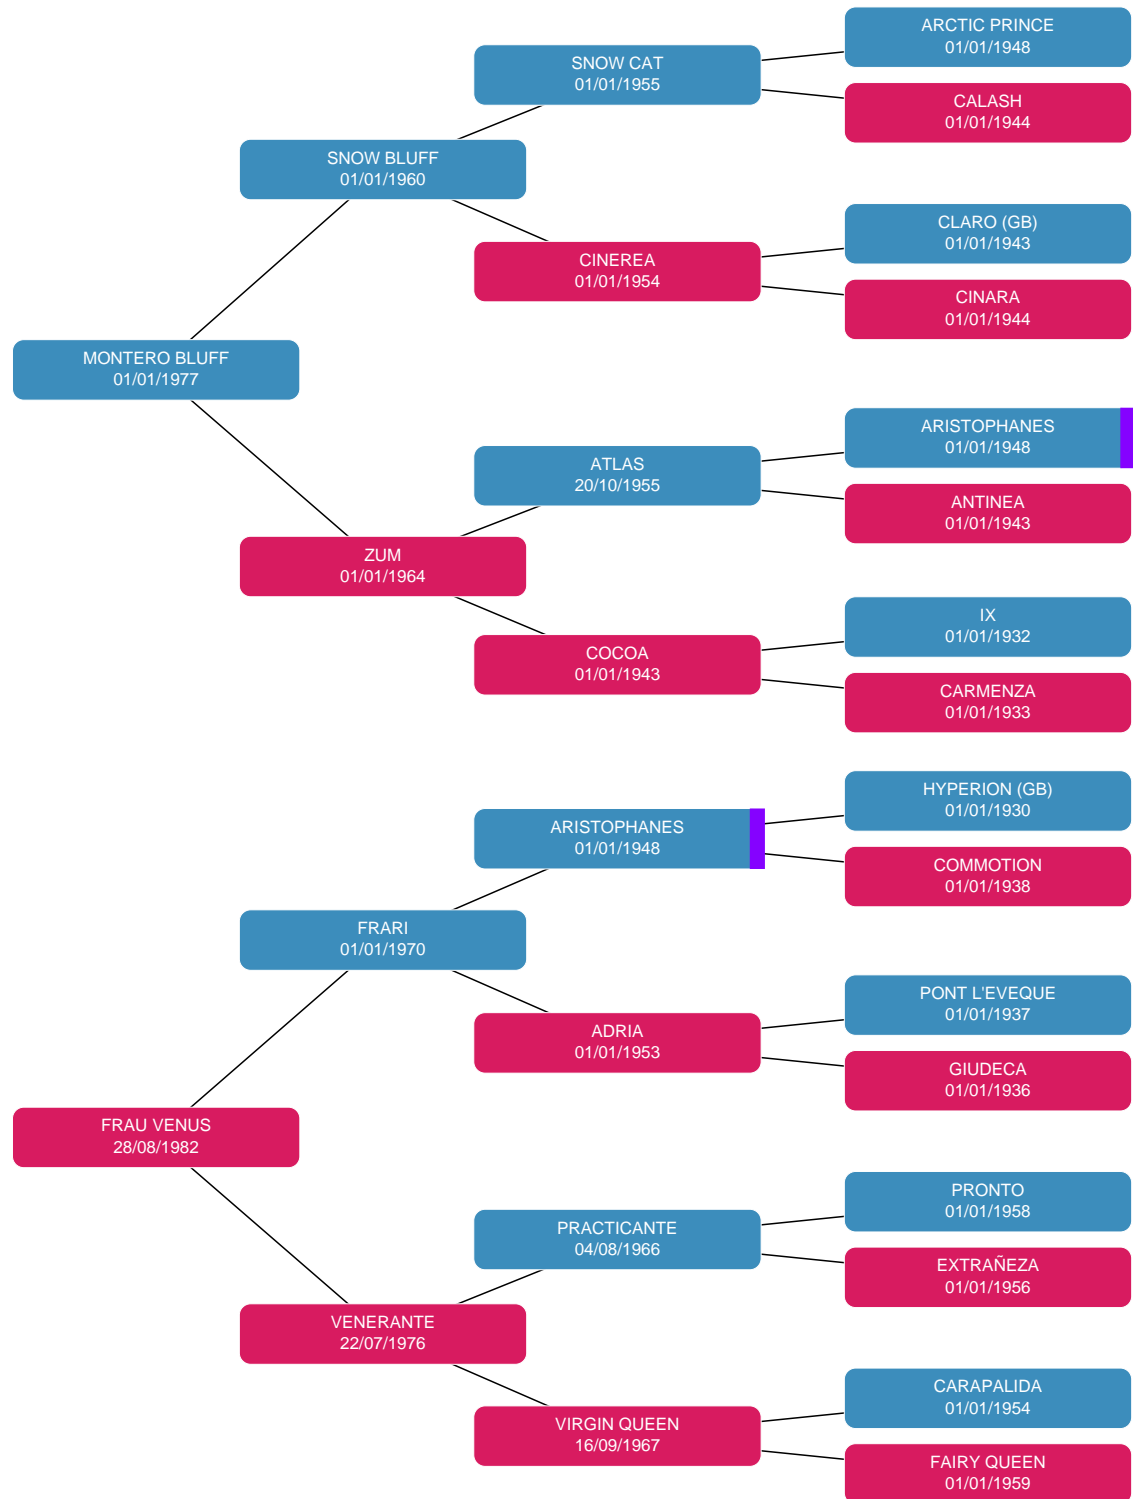 ARCTIC PRINCE
01/01/1948
SNOW CAT
01/01/1955
CALASH
01/01/1944
SNOW BLUFF
01/01/1960
CLARO (GB)
01/01/1943
CINEREA
01/01/1954
CINARA
01/01/1944
MONTERO BLUFF
01/01/1977
ARISTOPHANES
01/01/1948
ATLAS
20/10/1955
ANTINEA
01/01/1943
ZUM
01/01/1964
IX
01/01/1932
COCOA
01/01/1943
CARMENZA
01/01/1933
HYPERION (GB)
01/01/1930
ARISTOPHANES
01/01/1948
COMMOTION
01/01/1938
FRARI
01/01/1970
PONT L'EVEQUE
01/01/1937
ADRIA
01/01/1953
GIUDECA
01/01/1936
FRAU VENUS
28/08/1982
PRONTO
01/01/1958
PRACTICANTE
04/08/1966
EXTRAÑEZA
01/01/1956
VENERANTE
22/07/1976
CARAPALIDA
01/01/1954
VIRGIN QUEEN
16/09/1967
FAIRY QUEEN
01/01/1959